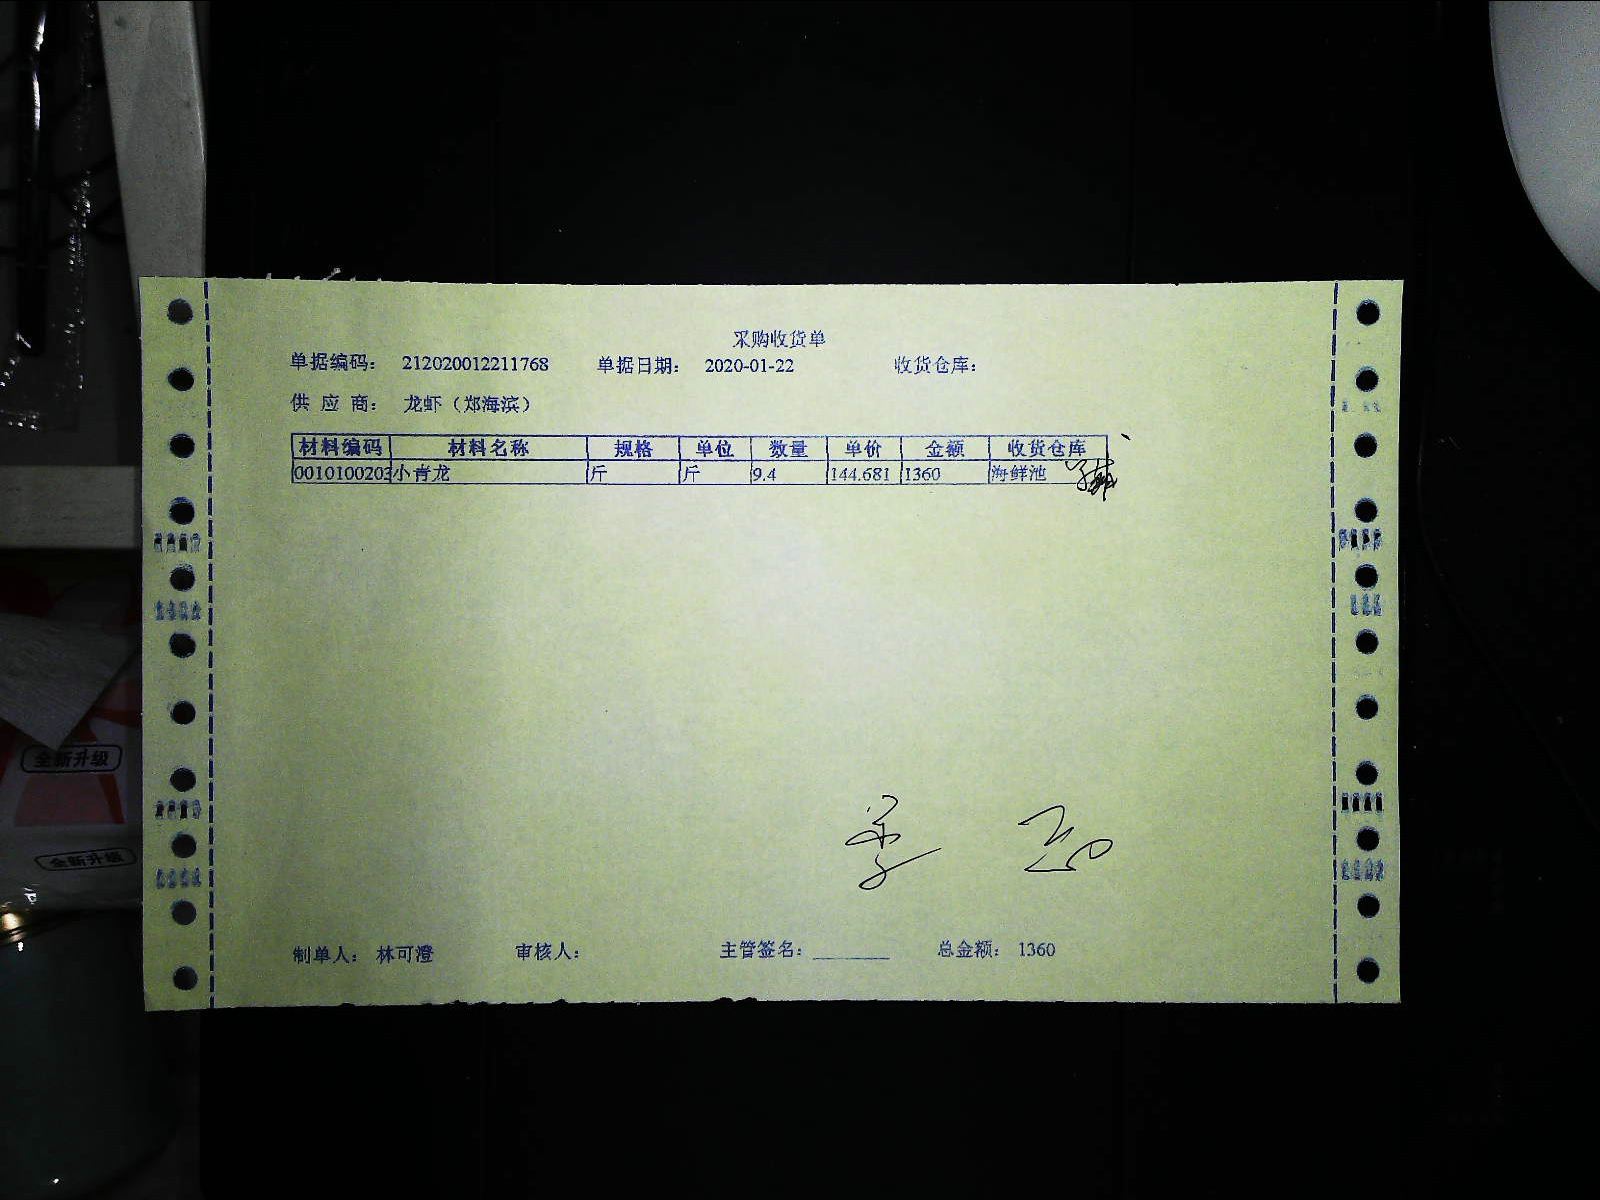 采购收货单
单据编码： 212020012211768 单据日期： 2020-01-22 收货仓库：
供 应 商： 龙虾（郑海滨）
材料编码 材料名称 规格 单位 数量 单价 金额 收货仓库
0010100203 小青龙 斤 斤 9.4 144.681 1360 海鲜池
制单人： 林可澄 审核人： 主管签名： 总金额： 1360
全新升级
全新升级